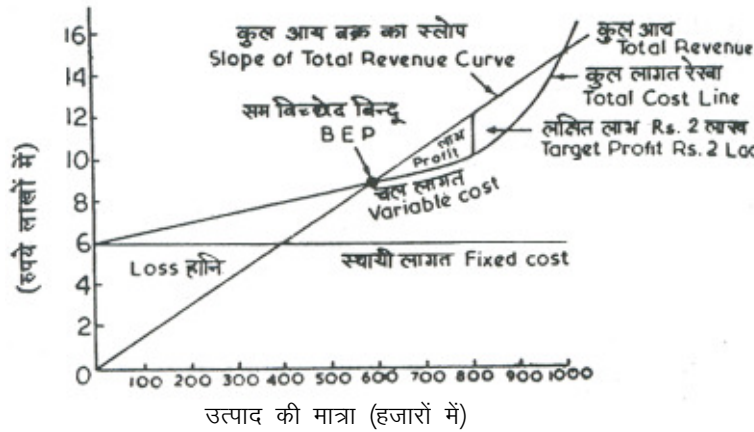 16
कुल आय बक्र का स्लोप
Slope of Total Revenue Curve
कुल आय
Total Revenue
14
कुल लागत रेखा
Total Cost Line
12
सम विच्छेद बिन्दू
BEP
लक्षित लाभ Rs. 2 लाख
Target Profit Rs. 2 Lac
लाभ
Profit
10
8
चल लागत
Variable cost
6
Loss हानि
स्थायी लागत Fixed cost
4
2
0
(रुपये लाखों में)
100 200 300 400 500 600 700 800 900 1000
उत्पाद की मात्रा (हजारों में)